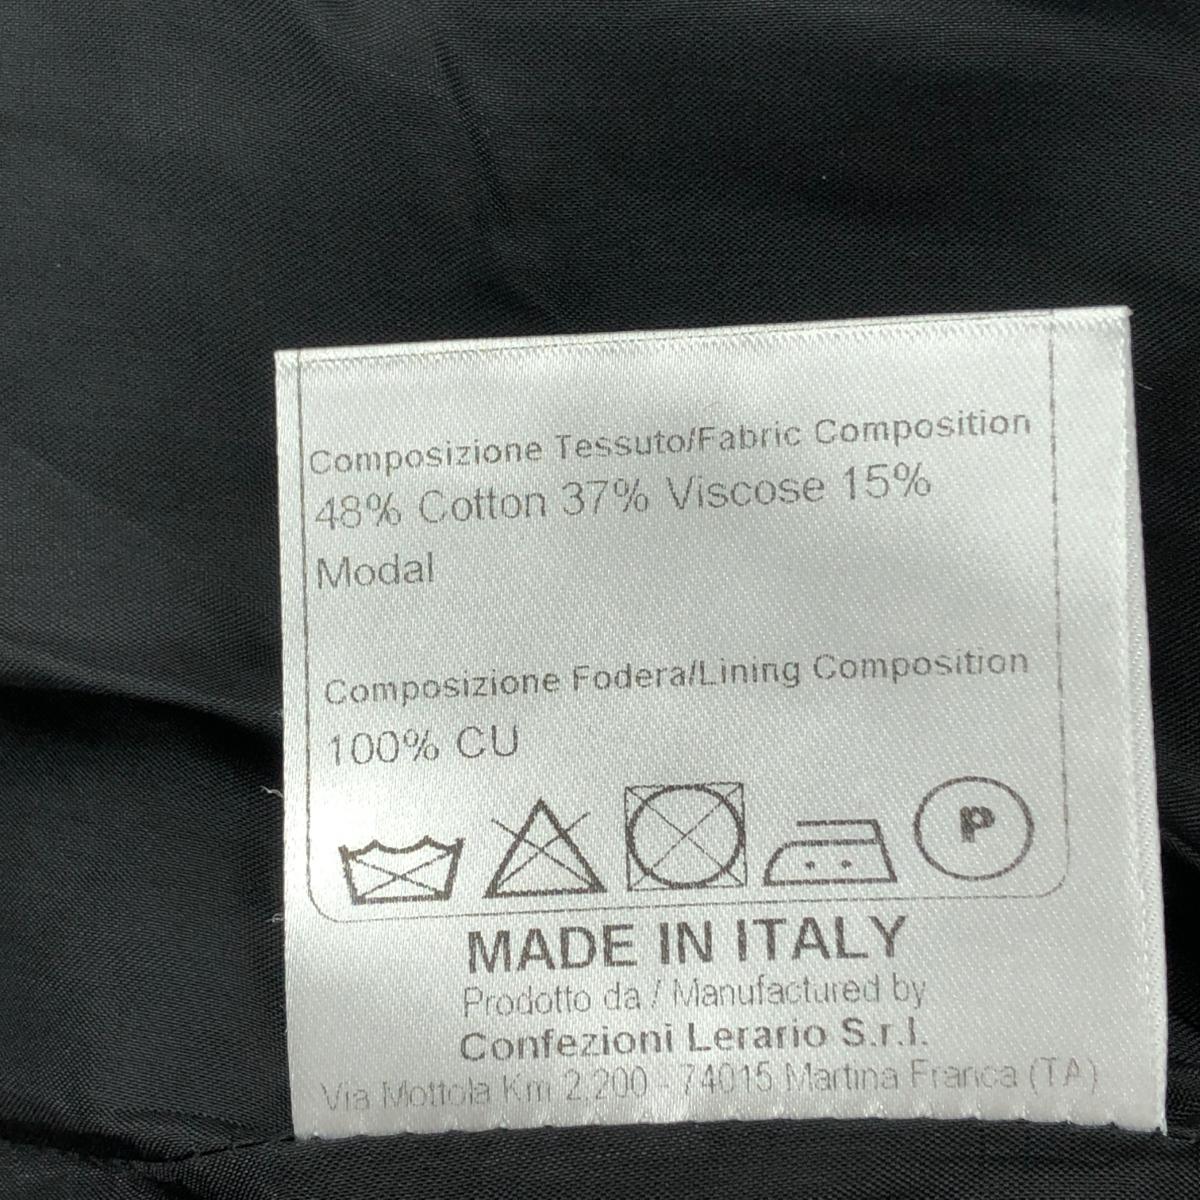 Composizione Tessuto/Fabric Composition
48% Cotton 37% Viscose 15%
Modal
Composizione Fodera/Lining Composition
100% CU
P
MADE IN ITALY
Prodotto da / Manufactured by
Confezioni Lerario S.r.l.
Via Mottola Km 2,200 - 74015 Martina Franca (TA)